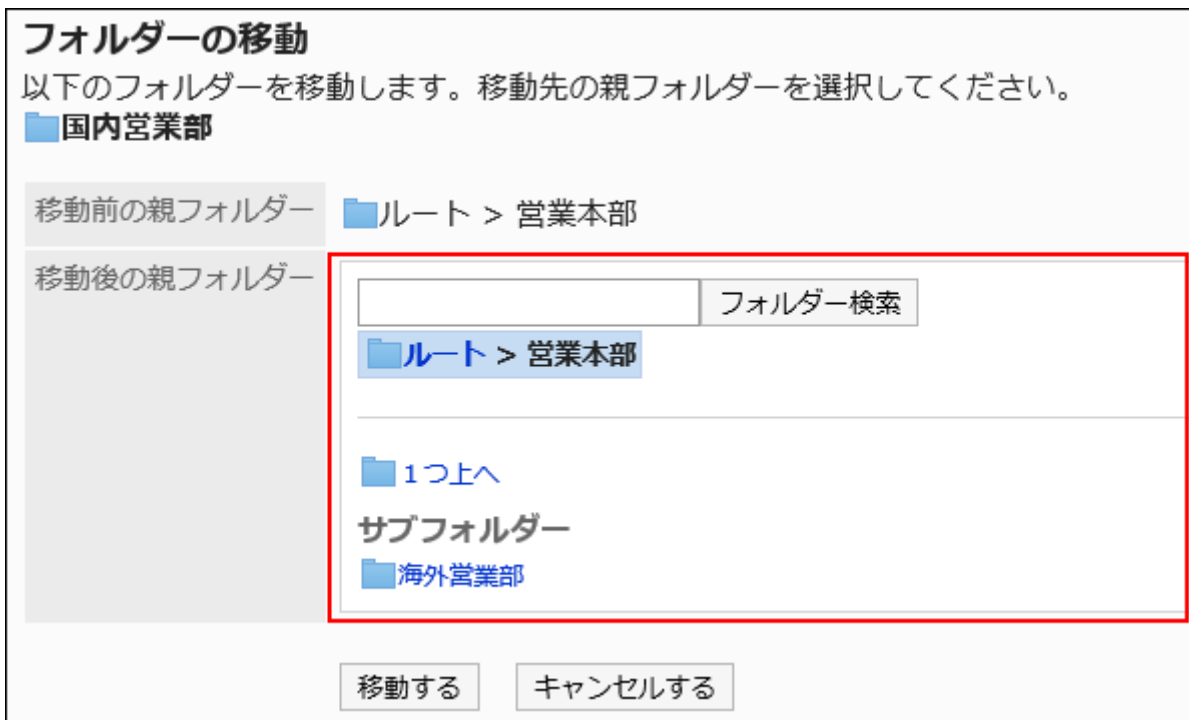 フォルダーの移動
以下のフォルダーを移動します。移動先の親フォルダーを選択してください。
国内営業部
移動前の親フォルダー
ルート > 営業本部
移動後の親フォルダー
フォルダー検索
ルート > 営業本部
1つ上へ
サブフォルダー
海外営業部
移動する
キャンセルする